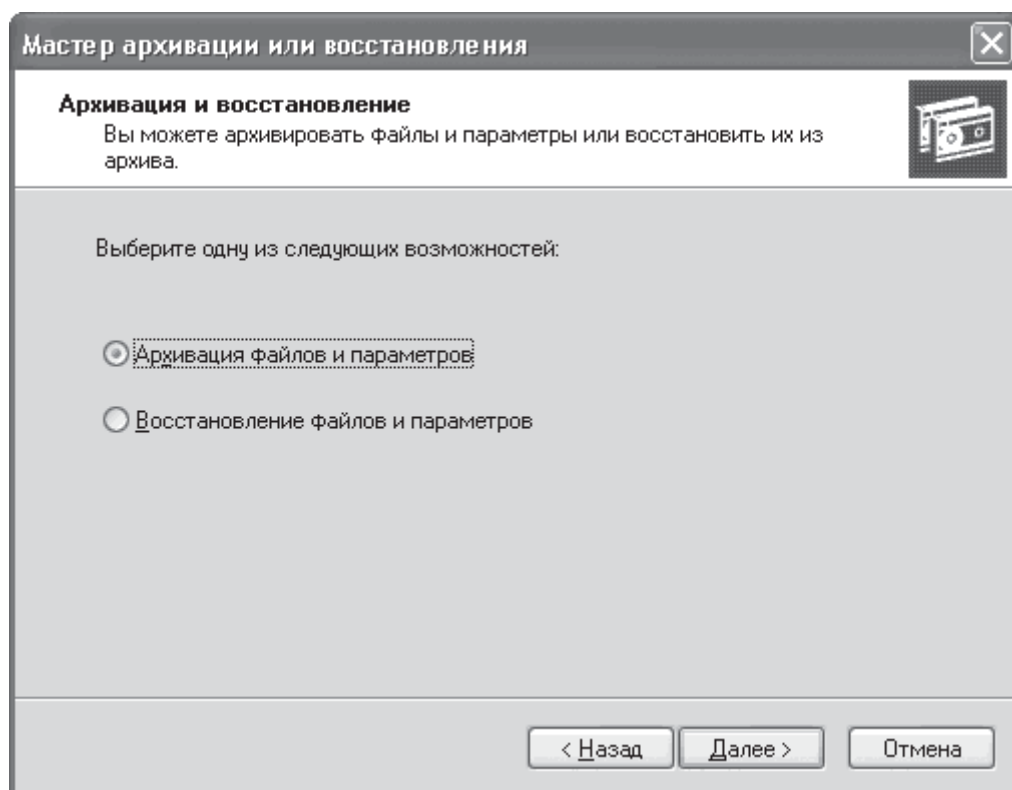 Мастер архивации или восстановления
Архивация и восстановление
Вы можете архивировать файлы и параметры или восстановить их из
архива.
Выберите одну из следующих возможностей:
Архивация файлов и параметров
Восстановление файлов и параметров
< Назад Далее > Отмена